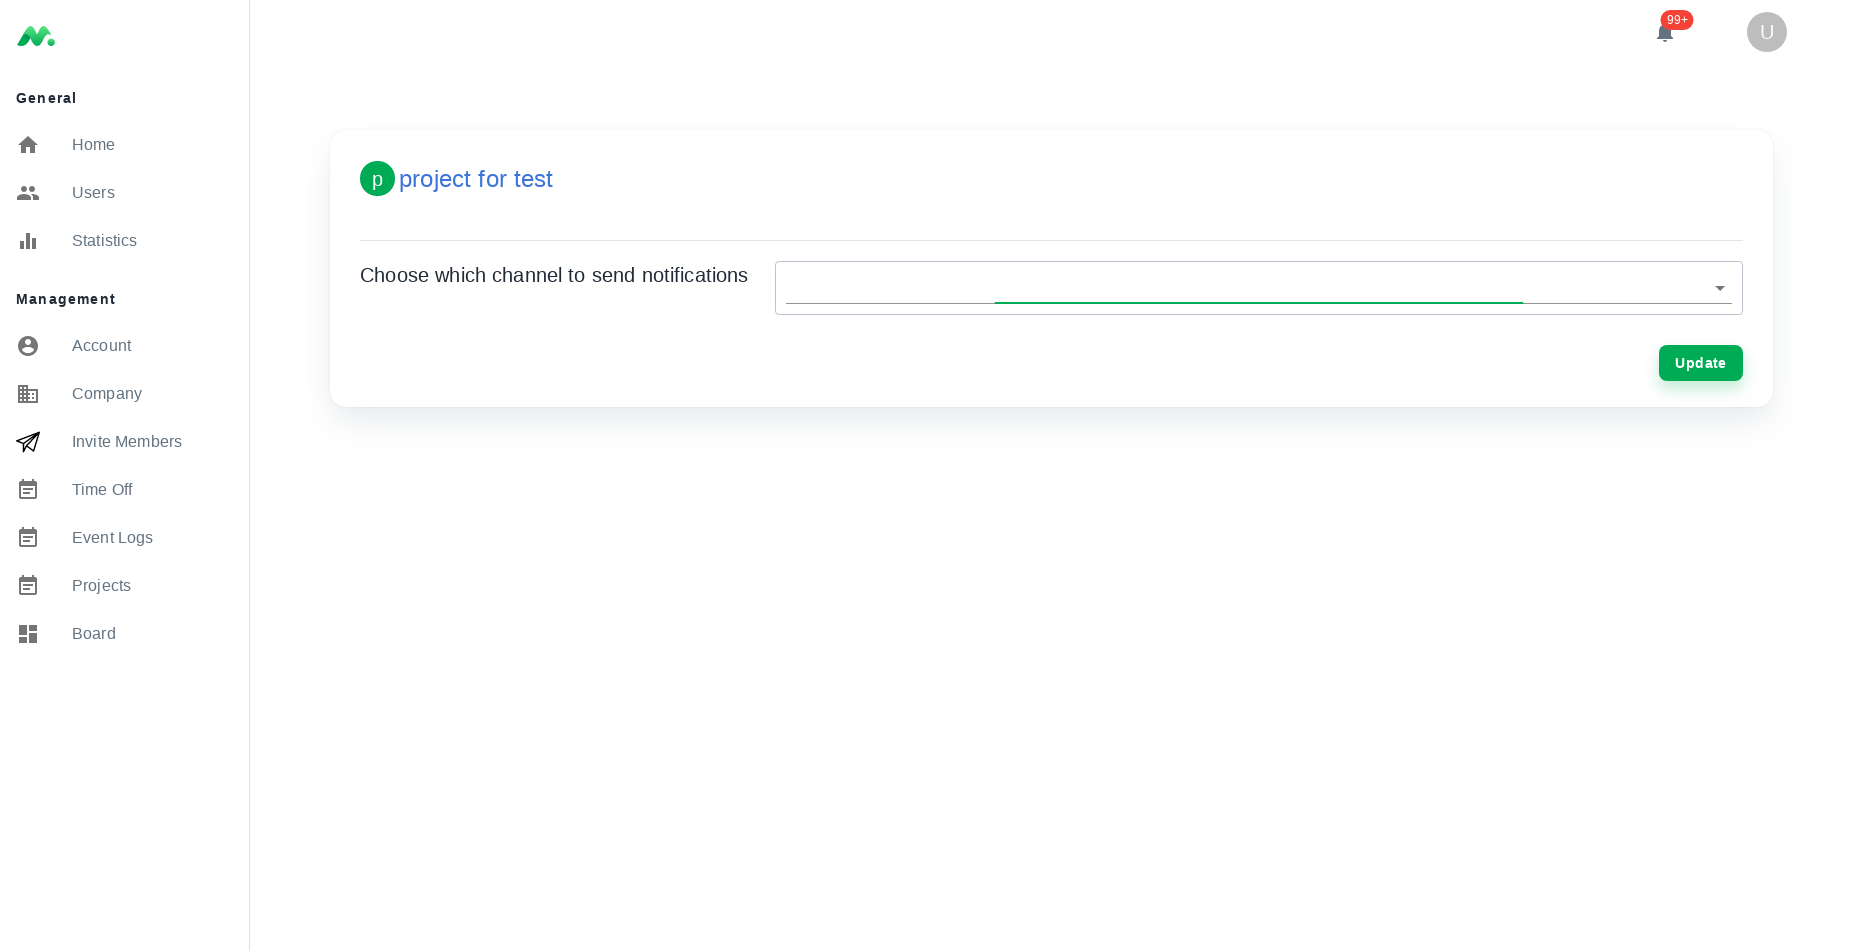 99+
U
General
Home
Users
Statistics
Management
Account
Company
Invite Members
Time Off
Event Logs
Projects
Board
p project for test
Choose which channel to send notifications
Update